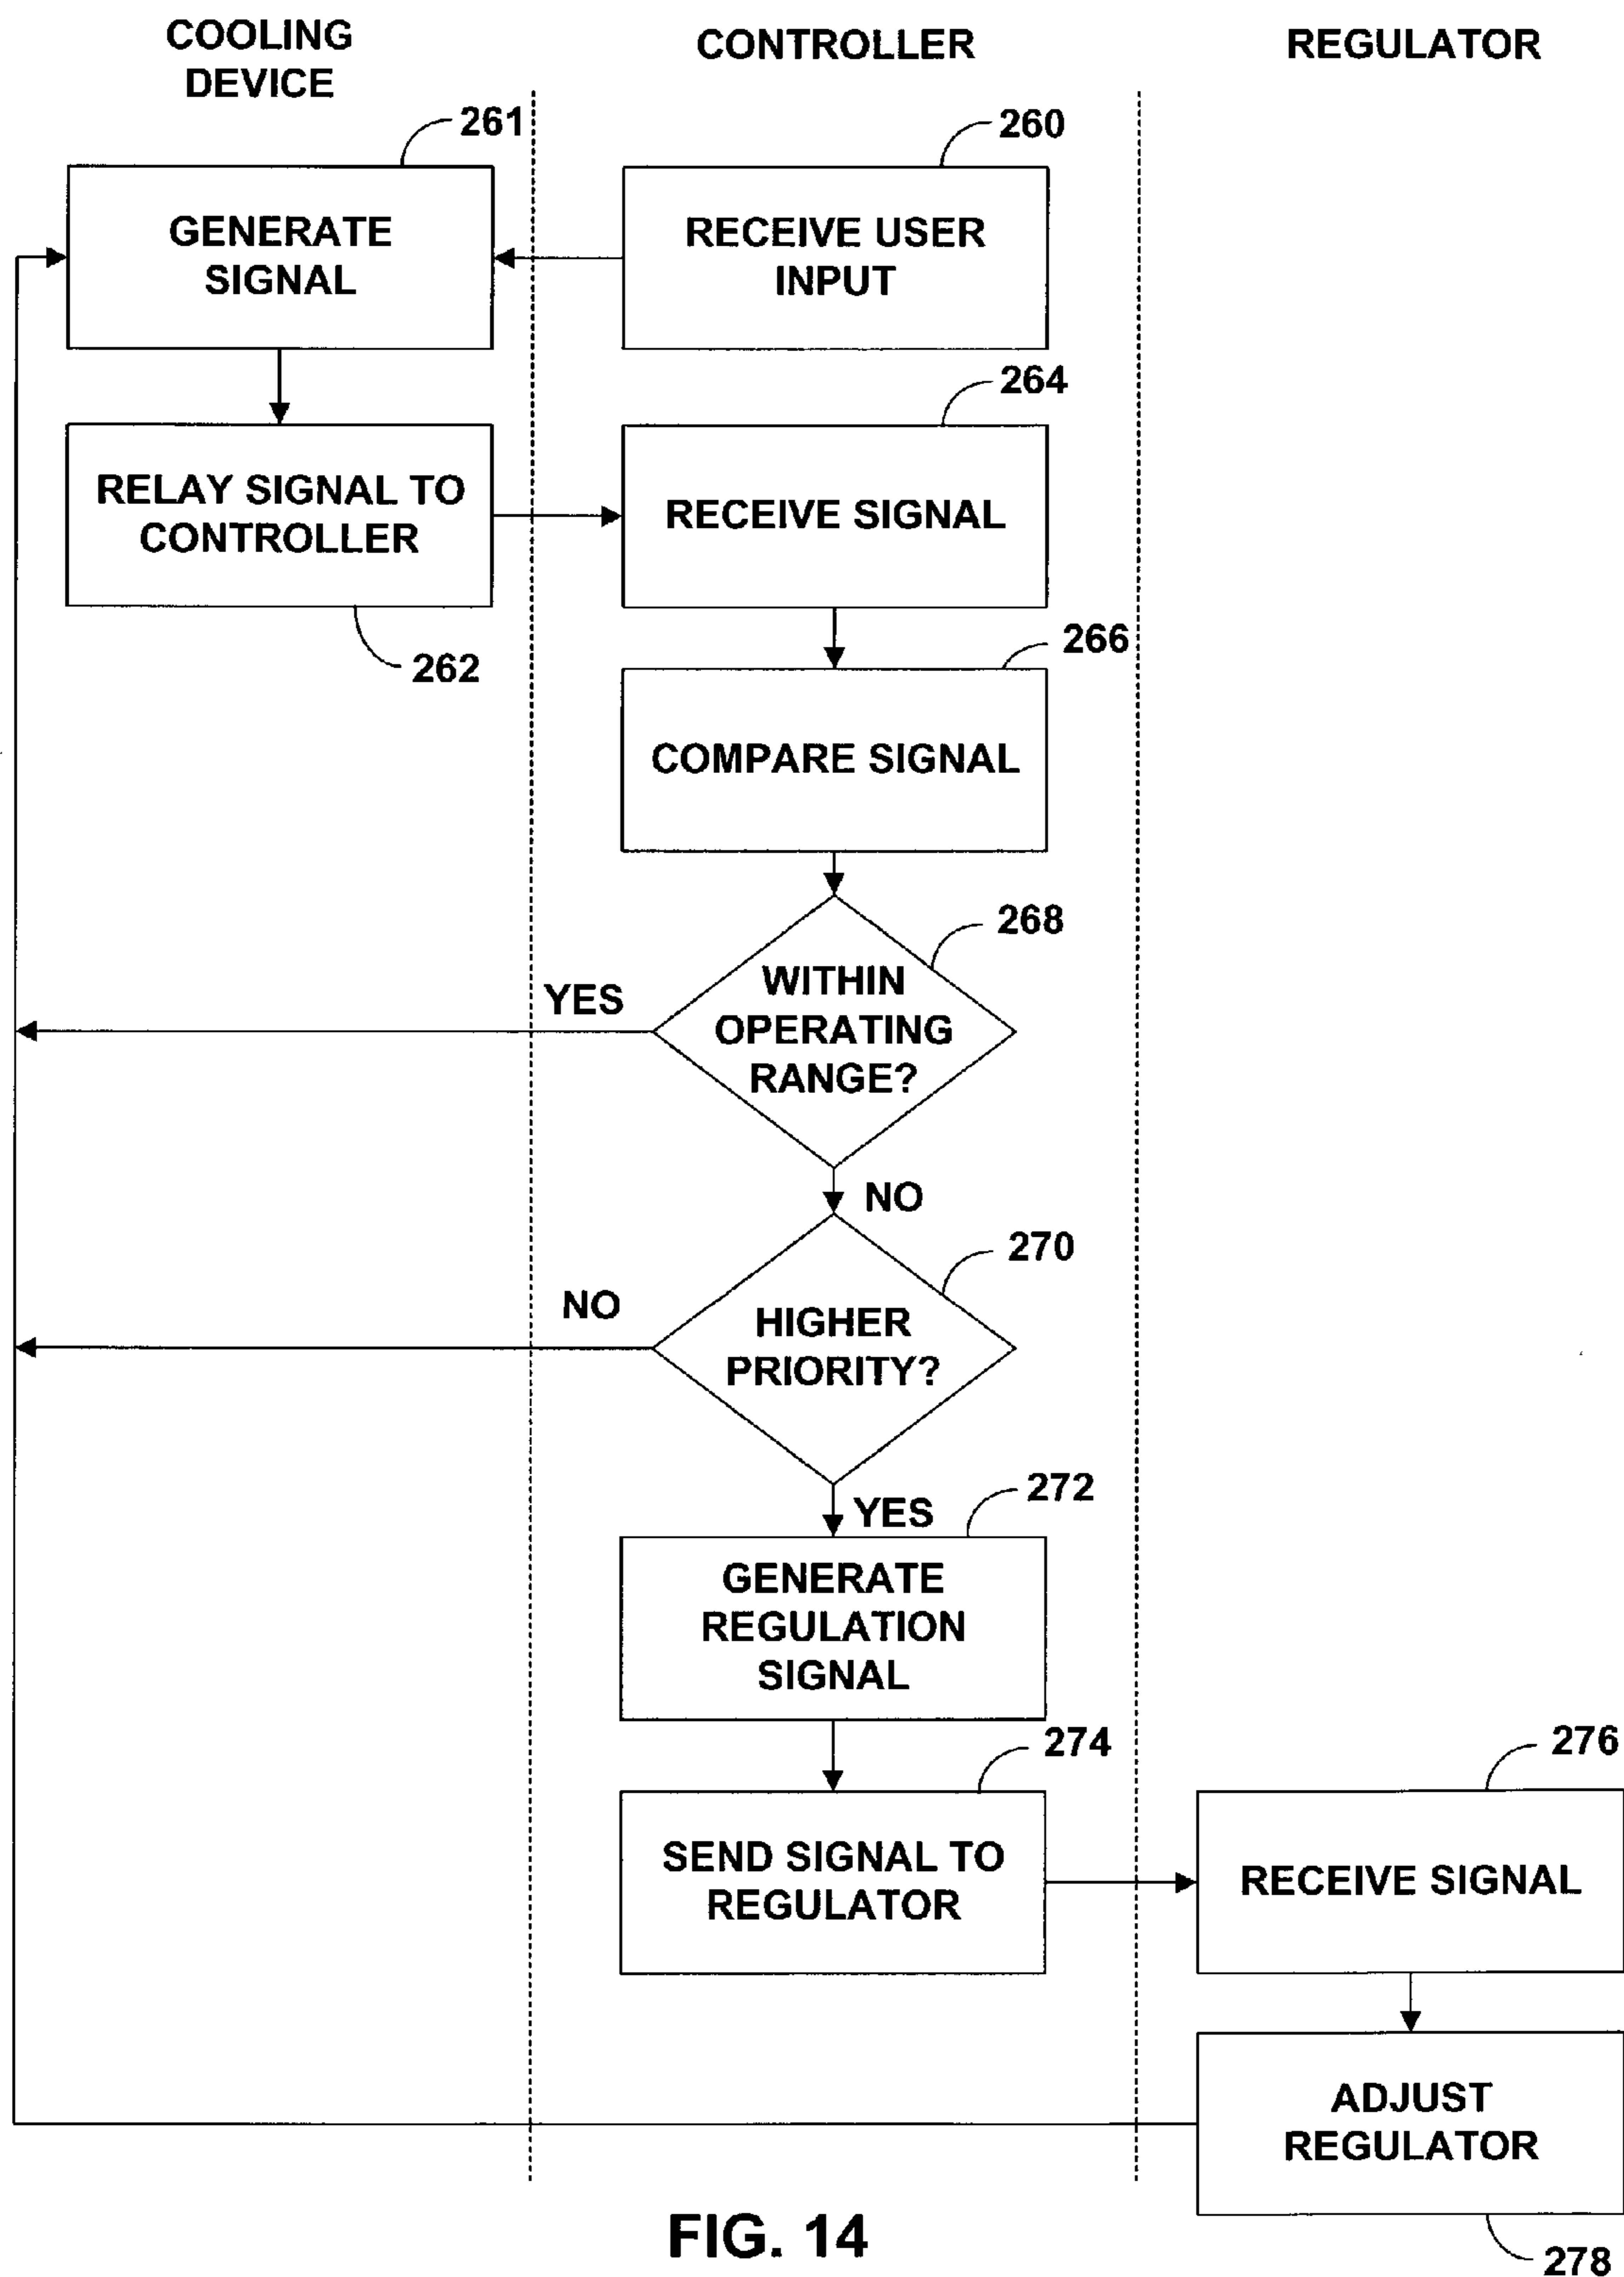 COOLING
DEVICE
CONTROLLER
REGULATOR
261
260
GENERATE
SIGNAL
RECEIVE USER
INPUT
264
RELAY SIGNAL TO
CONTROLLER
RECEIVE SIGNAL
262
266
COMPARE SIGNAL
268
YES
WITHIN
OPERATING
RANGE?
NO
270
NO
HIGHER
PRIORITY?
YES
272
GENERATE
REGULATION
SIGNAL
274
276
SEND SIGNAL TO
REGULATOR
RECEIVE SIGNAL
ADJUST
REGULATOR
278
FIG. 14